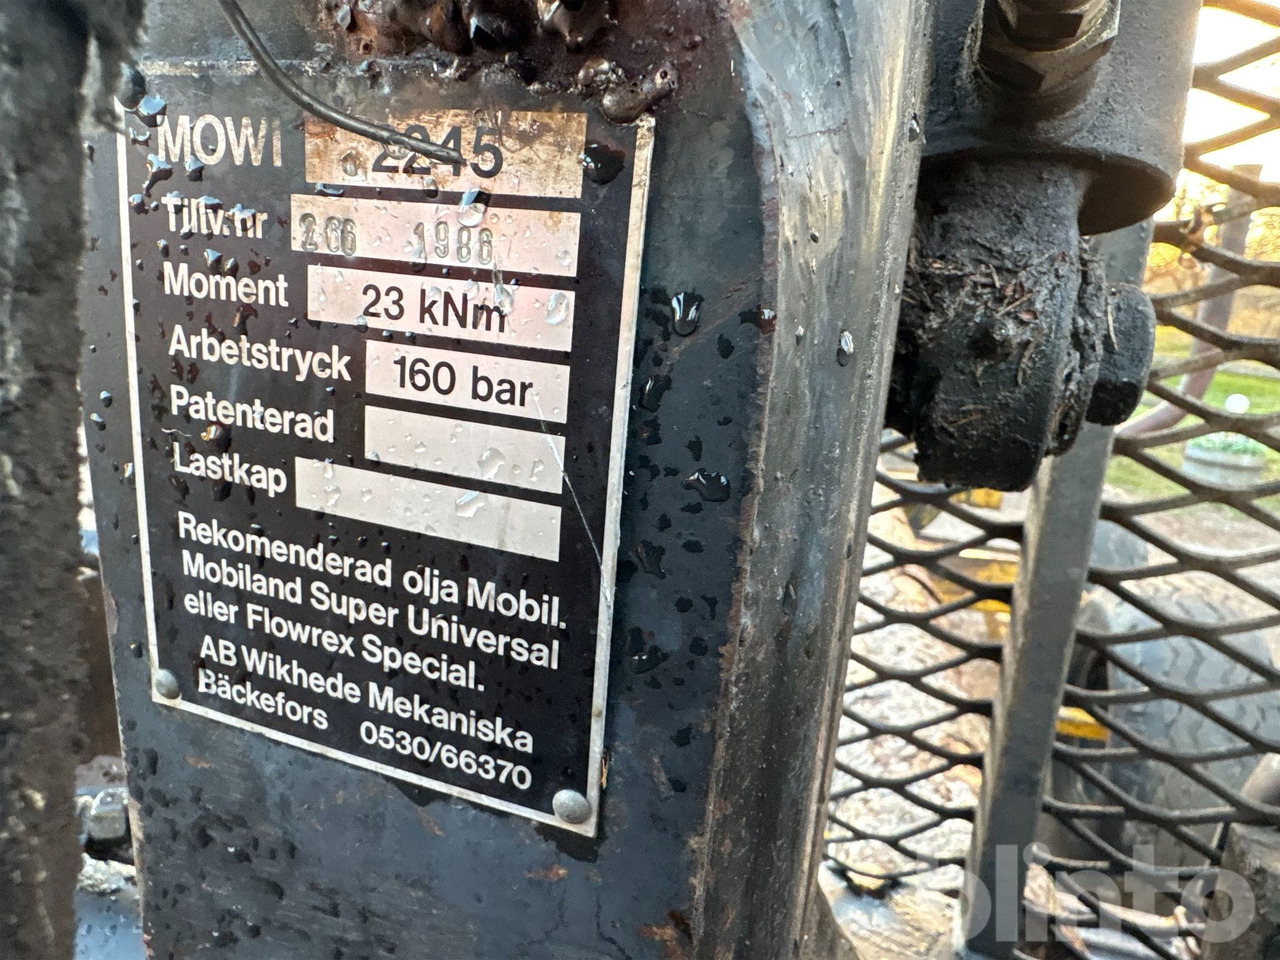 MOWI 2245
Tillv.nr 266 1986
Moment 23 kNm
Arbetstryck 160 bar
Patenterad
Lastkap
Rekomenderad olja Mobil.
Mobiland Super Universal
eller Flowrex Special.
AB Wikhede Mekaniska
Bäckefors 0530/66370
blinto